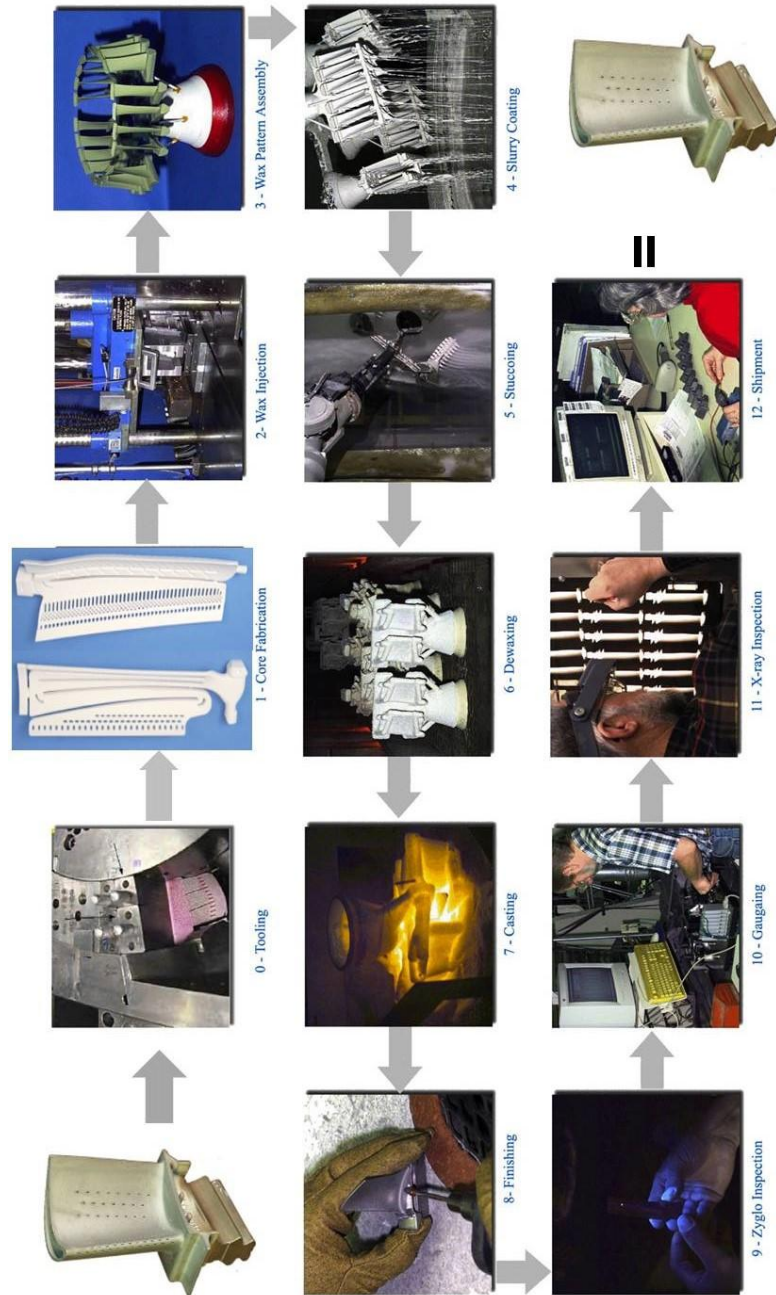 0 - Tooling
1 - Core Fabrication
2- Wax Injection
3 - Wax Pattern Assembly
4 - Slurry Coating
5 - Stuccoing
6 - Dewaxing
7 - Casting
8- Finishing
9 - Zyglo Inspection
10 - Gaugaing
11 - X-ray Inspection
12 - Shipment
=